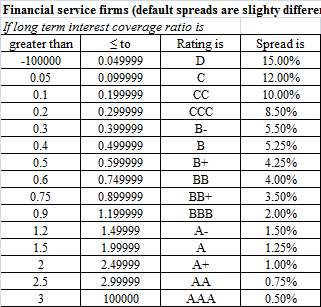 Financial service firms (default spreads are slighty differen
If long term interest coverage ratio is
greater than ≤ to Rating is Spread is
-100000 0.049999 D 15.00%
0.05 0.099999 C 12.00%
0.1 0.199999 CC 10.00%
0.2 0.299999 CCC 8.50%
0.3 0.399999 B- 5.50%
0.4 0.499999 B 5.25%
0.5 0.599999 B+ 4.25%
0.6 0.749999 BB 4.00%
0.75 0.899999 BB+ 3.50%
0.9 1.199999 BBB 2.00%
1.2 1.49999 A- 1.50%
1.5 1.99999 A 1.25%
2 2.49999 A+ 1.00%
2.5 2.99999 AA 0.75%
3 100000 AAA 0.50%